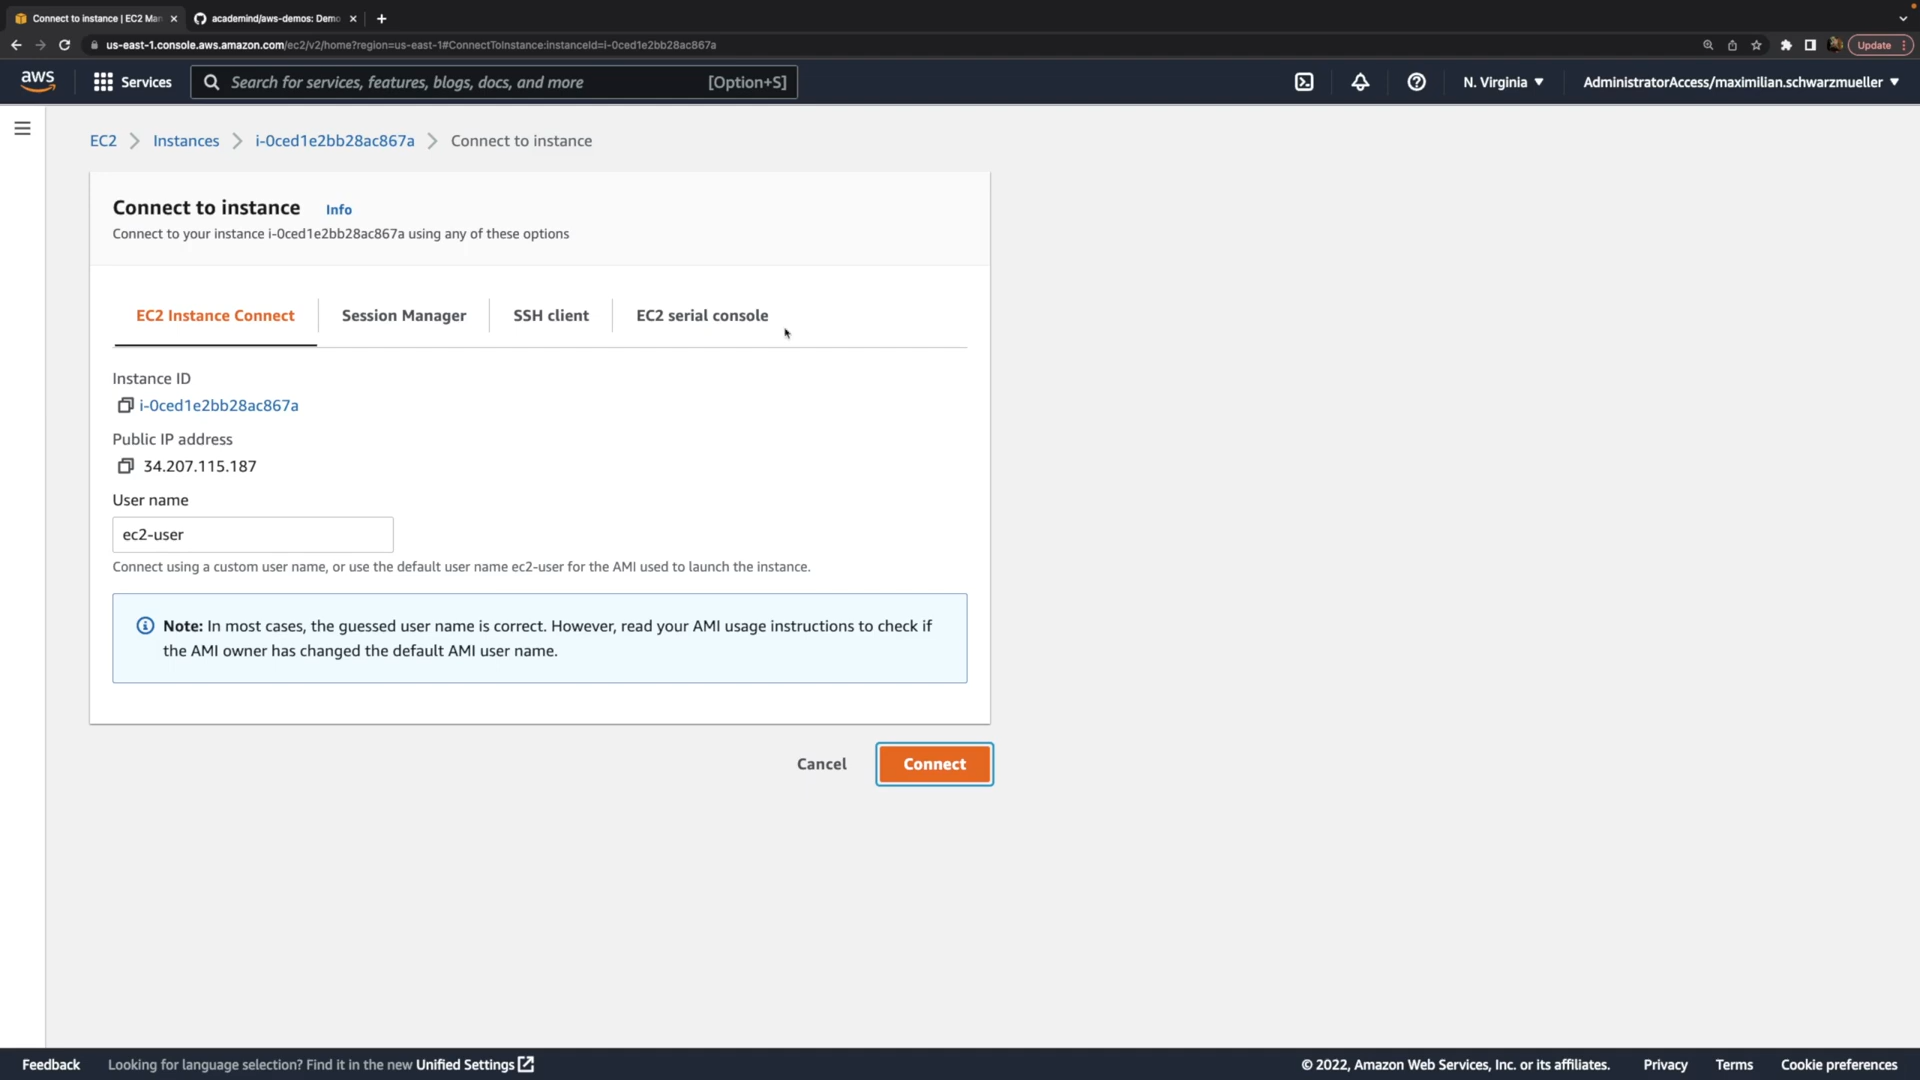 Connect to instance | EC2 Man
academind/aws-demos: Demo
us-east-1.console.aws.amazon.com/ec2/v2/home?region=us-east-1#ConnectToInstance:instanceId=i-0ced1e2bb28ac867a
Update
aws
Services
Search for services, features, blogs, docs, and more
[Option+S]
N. Virginia
AdministratorAccess/maximilian.schwarzmueller
EC2
Instances
i-0ced1e2bb28ac867a
Connect to instance
Connect to instance
Info
Connect to your instance i-0ced1e2bb28ac867a using any of these options
EC2 Instance Connect
Session Manager
SSH client
EC2 serial console
Instance ID
i-0ced1e2bb28ac867a
Public IP address
34.207.115.187
User name
ec2-user
Connect using a custom user name, or use the default user name ec2-user for the AMI used to launch the instance.
Note: In most cases, the guessed user name is correct. However, read your AMI usage instructions to check if
the AMI owner has changed the default AMI user name.
Cancel
Connect
Feedback
Looking for language selection? Find it in the new Unified Settings
© 2022, Amazon Web Services, Inc. or its affiliates.
Privacy
Terms
Cookie preferences